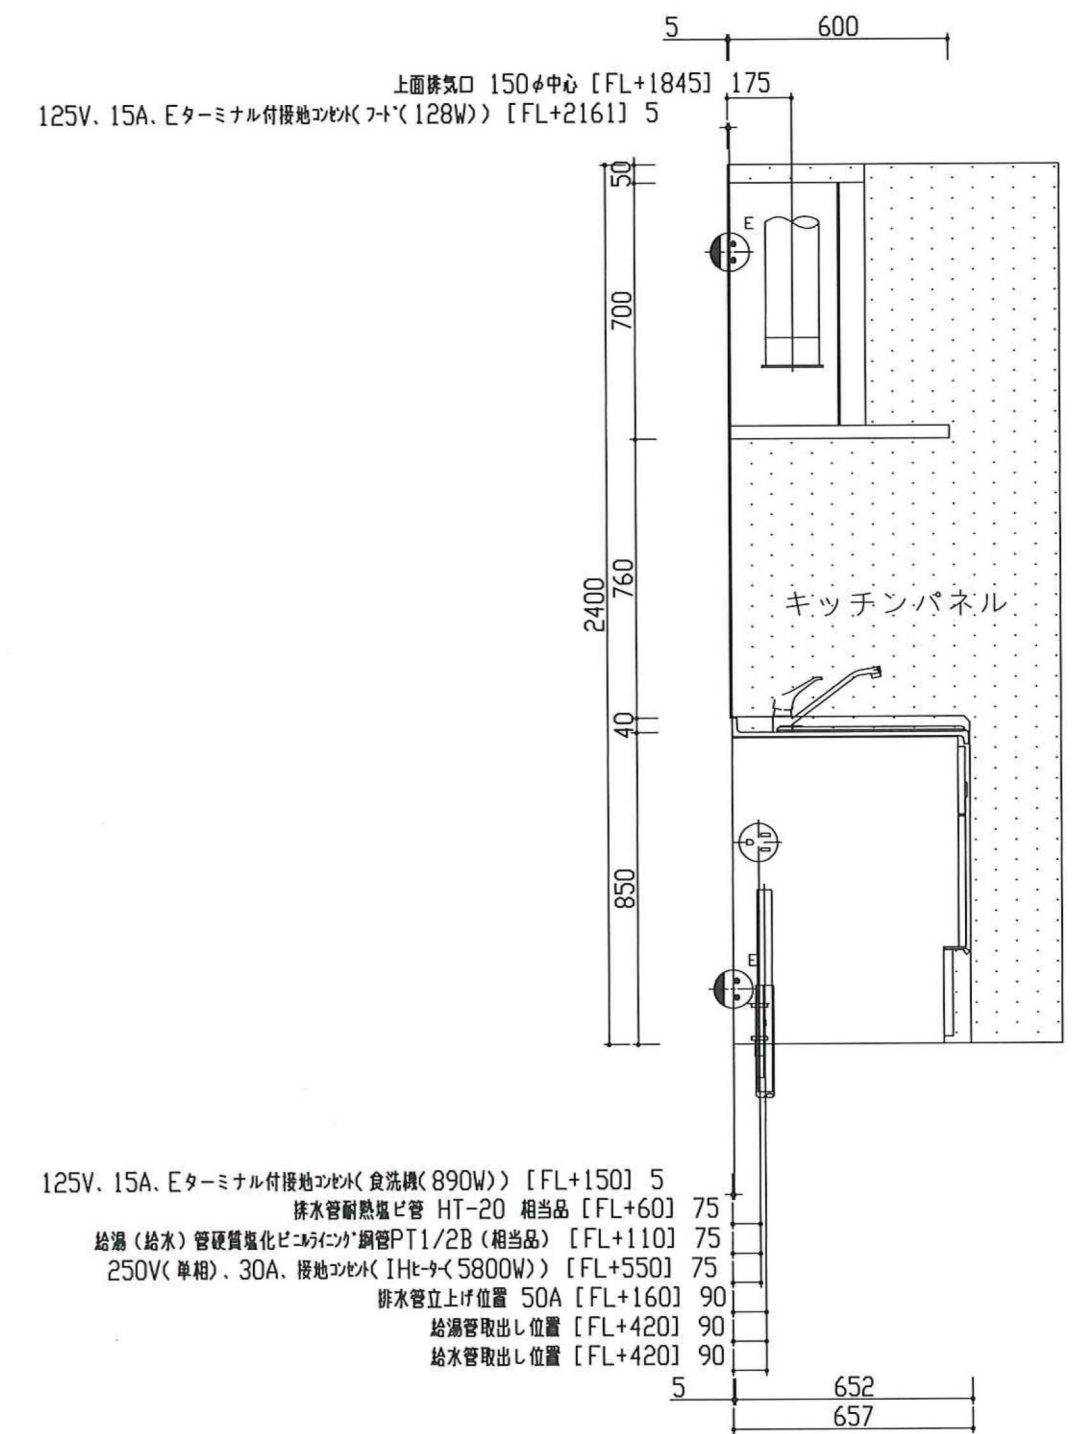 5 600
上面排気口 150φ中心 [FL+1845] 175
125V、15A、Eターミナル付接地ｺﾝｾﾝﾄ(ﾌｰﾄﾞ(128W)) [FL+2161] 5
50
E
700
2400
760
キッチンパネル
40
850
E
125V、15A、Eターミナル付接地ｺﾝｾﾝﾄ(食洗機(890W)) [FL+150] 5
排水管耐熱塩ビ管 HT-20 相当品 [FL+60] 75
給湯(給水)管硬質塩化ﾋﾞﾆﾙﾗｲﾆﾝｸﾞ鋼管PT1/2B(相当品) [FL+110] 75
250V(単相)、30A、接地ｺﾝｾﾝﾄ(IHﾋｰﾀｰ(5800W)) [FL+550] 75
排水管立上げ位置 50A [FL+160] 90
給湯管取出し位置 [FL+420] 90
給水管取出し位置 [FL+420] 90
5 652
657